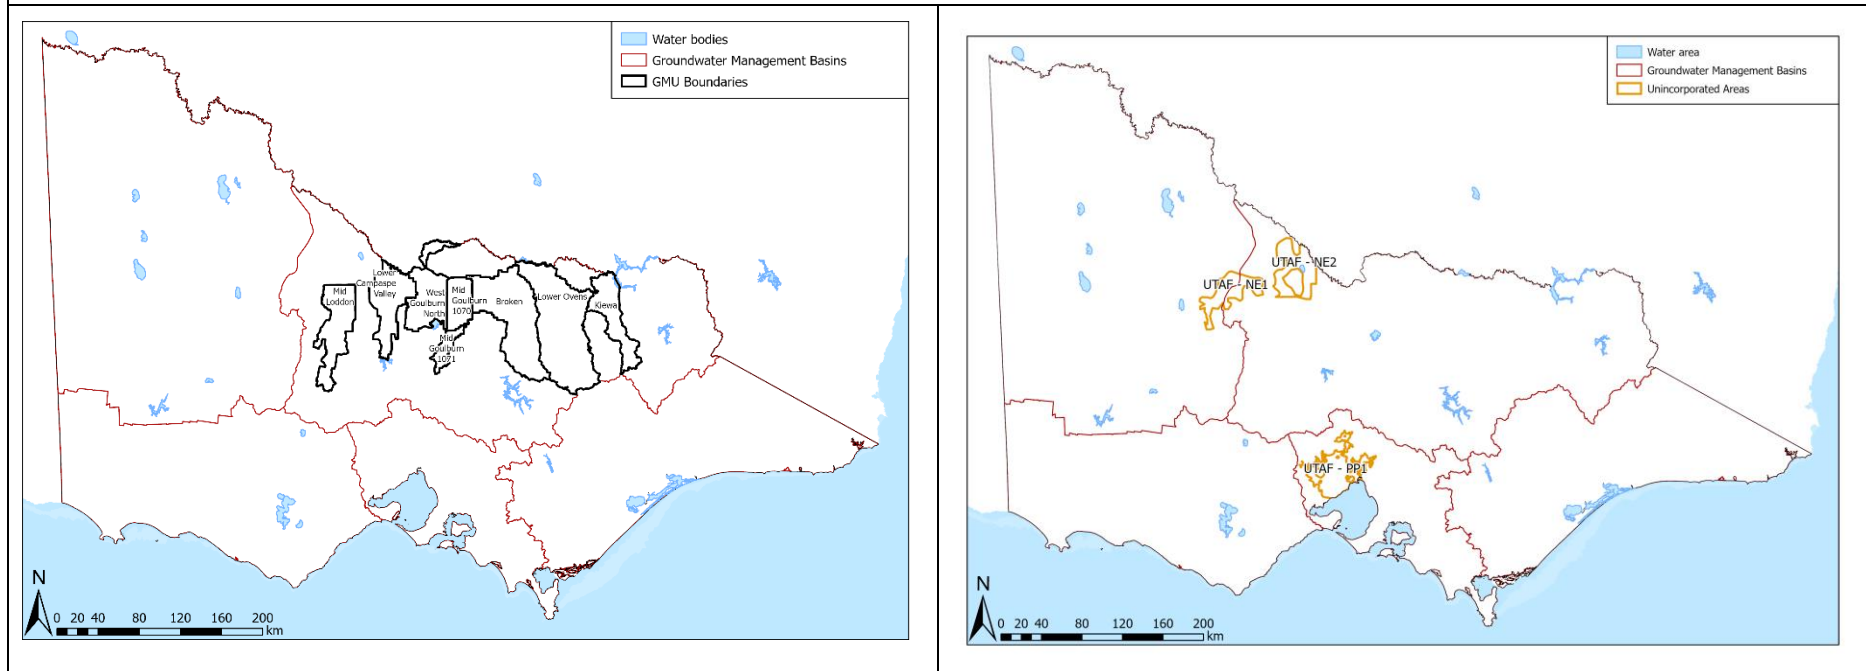 Water bodies
Groundwater Management Basins
GMU Boundaries
Lower
Campaspe
Valley
Mid
Loddon
West
Goulburn
North
Mid
Goulburn
1070
Broken
Lower Ovens
Kiewa
Mid
Goulburn
1071
N
0 20 40 80 120 160 200
km
Water area
Groundwater Management Basins
Unincorporated Areas
UTAF - NE2
UTAF - NE1
UTAF - PP1
N
0 20 40 80 120 160 200
km